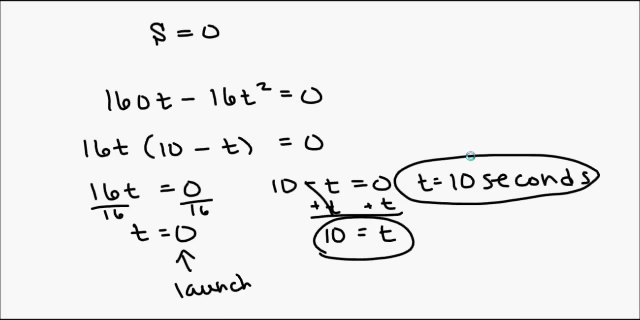 S = 0
160t - 16t² = 0
16t (10 - t) = 0
16t = 0
16 16
t = 0
↑
launch
10 - t = 0
+t +t
10 = t
t = 10 seconds